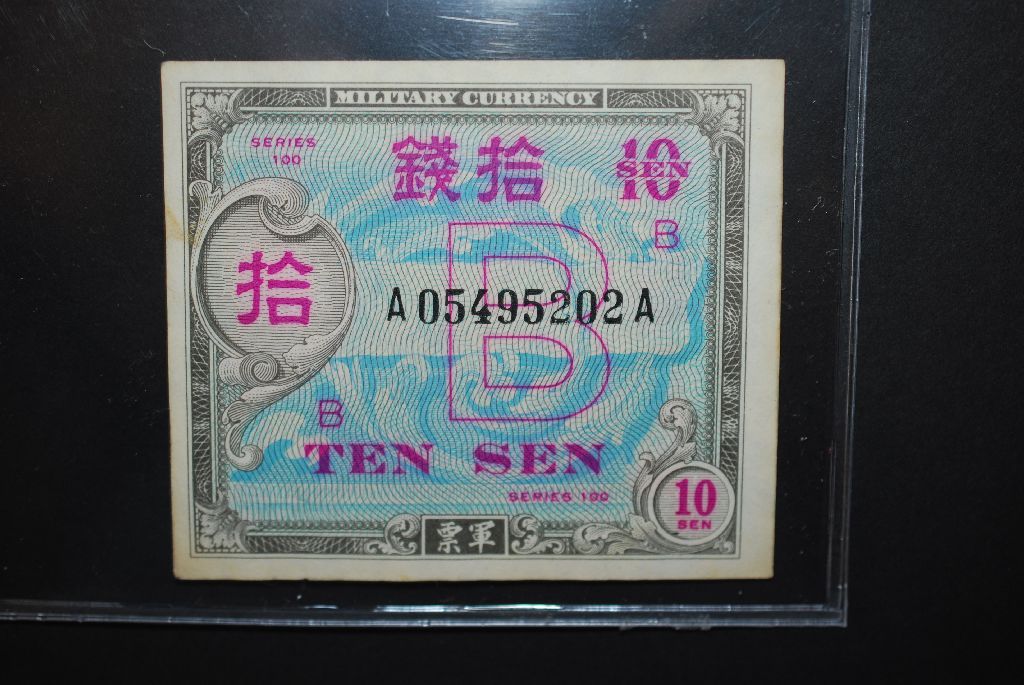 MILITARY CURRENCY
SERIES
100
錢拾
10
SEN
B
拾
B
A05495202A
B
TEN SEN
SERIES 100
10
SEN
票軍